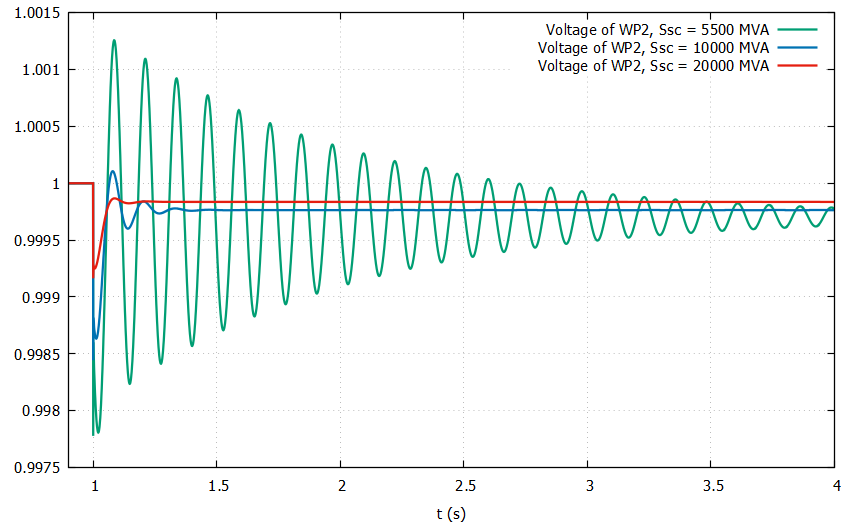 1.0015
Voltage of WP2, Ssc = 5500 MVA
Voltage of WP2, Ssc = 10000 MVA
Voltage of WP2, Ssc = 20000 MVA
1.001
1.0005
1
0.9995
0.999
0.9985
0.998
0.9975
1 1.5 2 2.5 3 3.5 4
t (s)